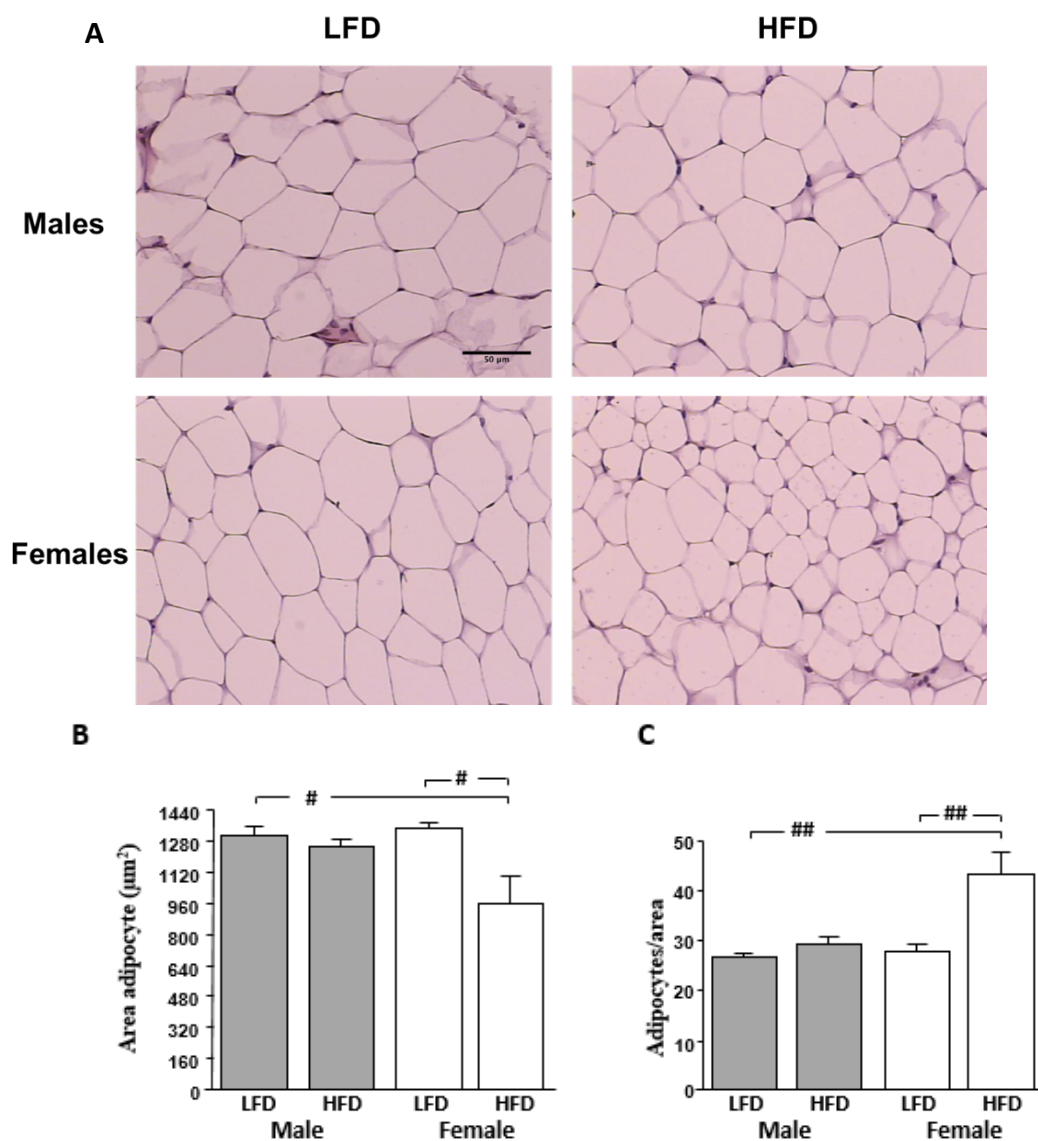 A
LFD
HFD
Males
50 µm
Females
B
C
Area adipocyte (µm²)
1440
1280
1120
960
800
640
480
320
160
0
#
#
LFD
HFD
LFD
HFD
Male
Female
Adipocytes/area
50
40
30
20
10
0
##
##
LFD
HFD
LFD
HFD
Male
Female